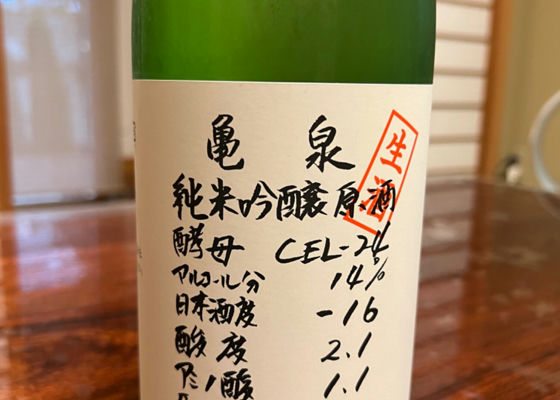 亀泉
生酒
純米吟醸原酒
酵母 CEL-24
アルコール分 14%
日本酒度 -16
酸度 2.1
アミノ酸 1.1